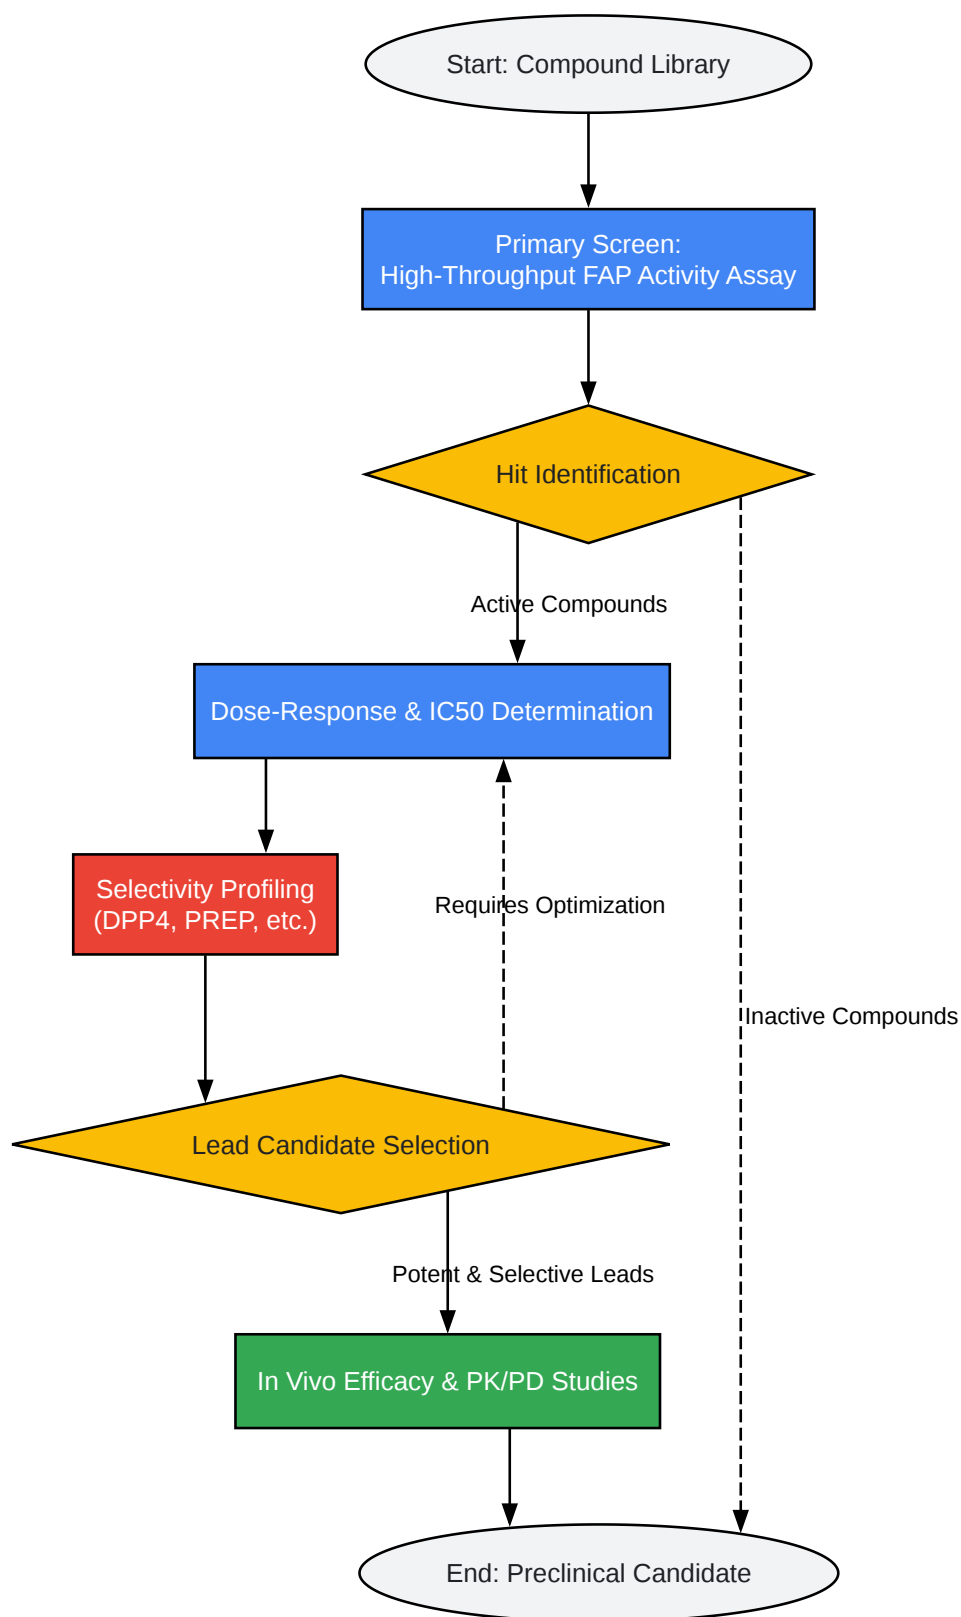 Start: Compound Library
Primary Screen:
High-Throughput FAP Activity Assay
Hit Identification
Active Compounds
Dose-Response & IC50 Determination
Selectivity Profiling
(DPP4, PREP, etc.)
Requires Optimization
Inactive Compounds
Lead Candidate Selection
Potent & Selective Leads
In Vivo Efficacy & PK/PD Studies
End: Preclinical Candidate